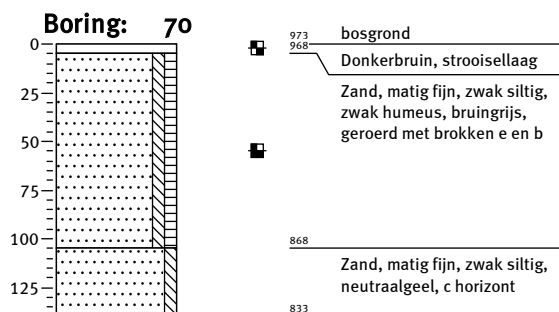 Boring: 70
0
25
50
75
100
125
973
bosgrond
968
Donkerbruin, strooisellaag
Zand, matig fijn, zwak siltig,
zwak humeus, bruingrijs,
geroerd met brokken e en b
868
Zand, matig fijn, zwak siltig,
neutraalgeel, c horizont
833